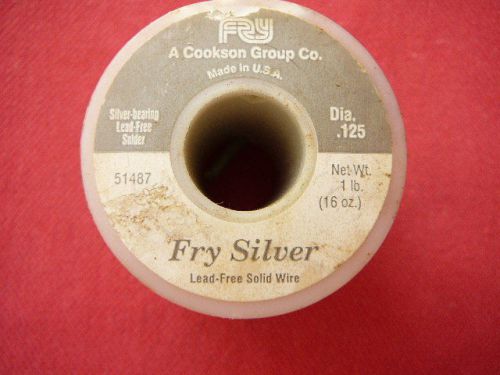 FRY
A Cookson Group Co.
Made in U.S.A.
Silver-bearing
Lead-Free
Solder
Dia.
.125
51487
Net Wt.
1 lb.
(16 oz.)
Fry Silver
Lead-Free Solid Wire